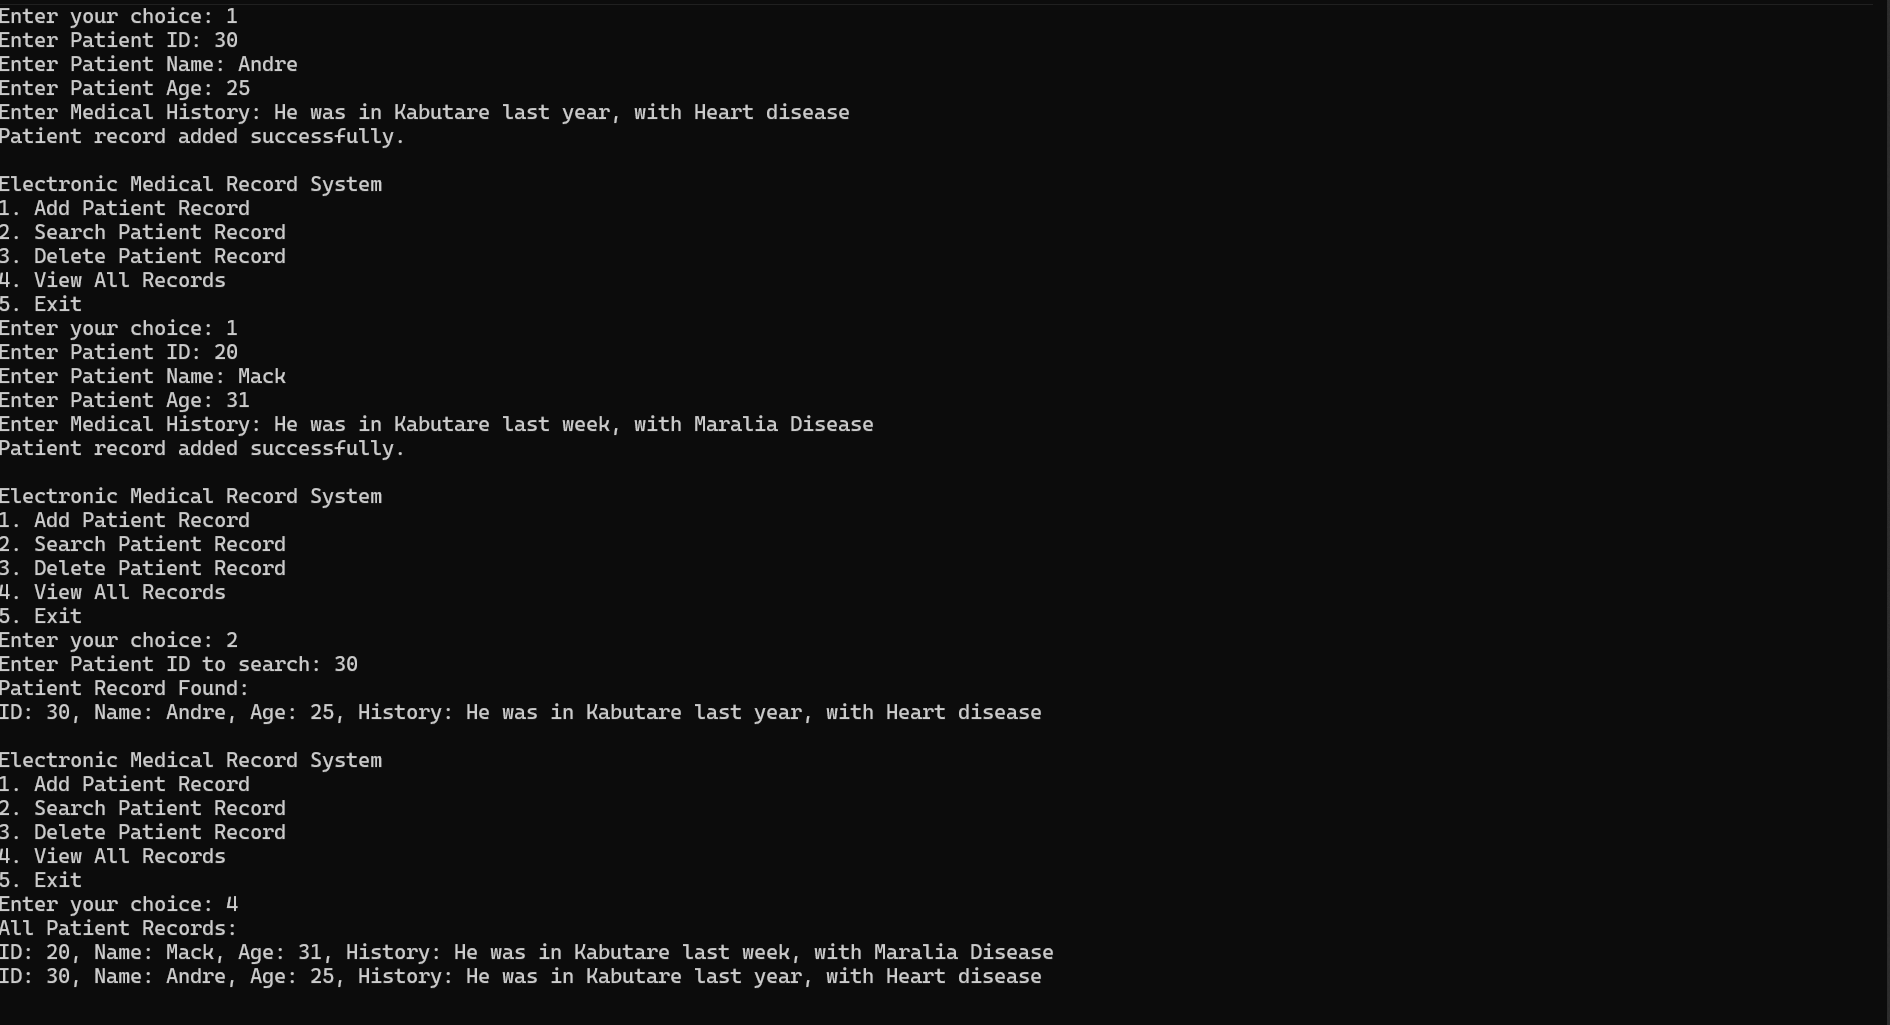 Enter your choice: 1
Enter Patient ID: 30
Enter Patient Name: Andre
Enter Patient Age: 25
Enter Medical History: He was in Kabutare last year, with Heart disease
Patient record added successfully.
Electronic Medical Record System
1. Add Patient Record
2. Search Patient Record
3. Delete Patient Record
4. View All Records
5. Exit
Enter your choice: 1
Enter Patient ID: 20
Enter Patient Name: Mack
Enter Patient Age: 31
Enter Medical History: He was in Kabutare last week, with Maralia Disease
Patient record added successfully.
Electronic Medical Record System
1. Add Patient Record
2. Search Patient Record
3. Delete Patient Record
4. View All Records
5. Exit
Enter your choice: 2
Enter Patient ID to search: 30
Patient Record Found:
ID: 30, Name: Andre, Age: 25, History: He was in Kabutare last year, with Heart disease
Electronic Medical Record System
1. Add Patient Record
2. Search Patient Record
3. Delete Patient Record
4. View All Records
5. Exit
Enter your choice: 4
All Patient Records:
ID: 20, Name: Mack, Age: 31, History: He was in Kabutare last week, with Maralia Disease
ID: 30, Name: Andre, Age: 25, History: He was in Kabutare last year, with Heart disease